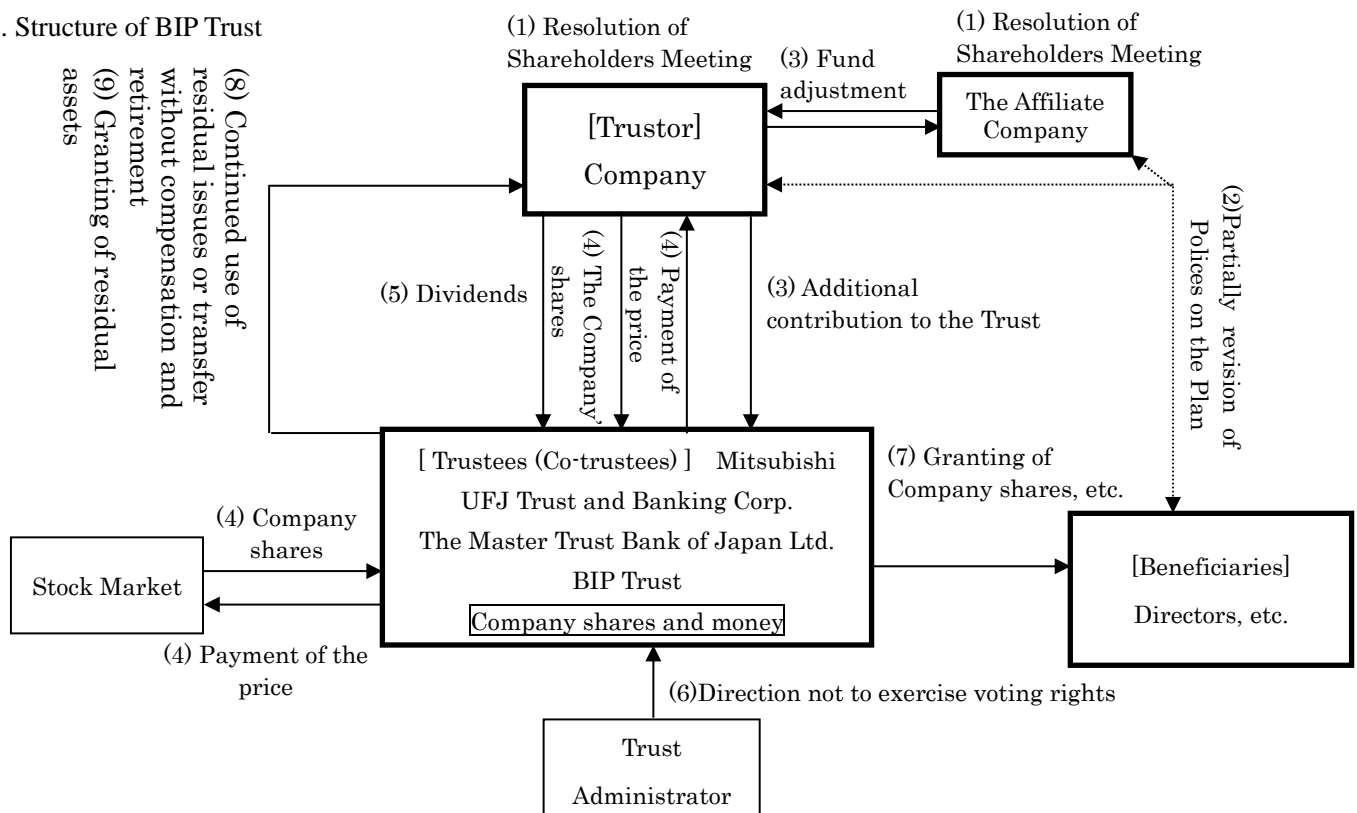 . Structure of BIP Trust
(1) Resolution of
Shareholders Meeting
(1) Resolution of
Shareholders Meeting
(3) Fund
adjustment
[Trustor]
Company
The Affiliate
Company
(8) Continued use of
residual issues or transfer
without compensation and
retirement
(9) Granting of residual
assets
(2)Partially revision of
Polices on the Plan
(5) Dividends
(4) The Company'
shares
(4) Payment of
the price
(3) Additional
contribution to the Trust
[ Trustees (Co-trustees) ] Mitsubishi
UFJ Trust and Banking Corp.
The Master Trust Bank of Japan Ltd.
BIP Trust
Company shares and money
(7) Granting of
Company shares, etc.
(4) Company
shares
Stock Market
(4) Payment of the
price
[Beneficiaries]
Directors, etc.
(6)Direction not to exercise voting rights
Trust
Administrator